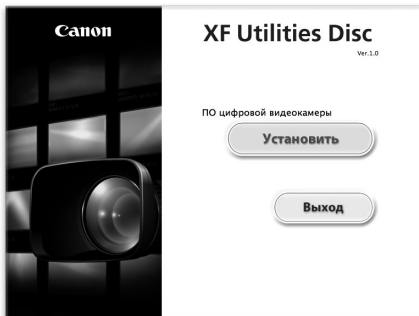 Canon
XF Utilities Disc
Ver.1.0
ПО цифровой видеокамеры
Установить
Выход